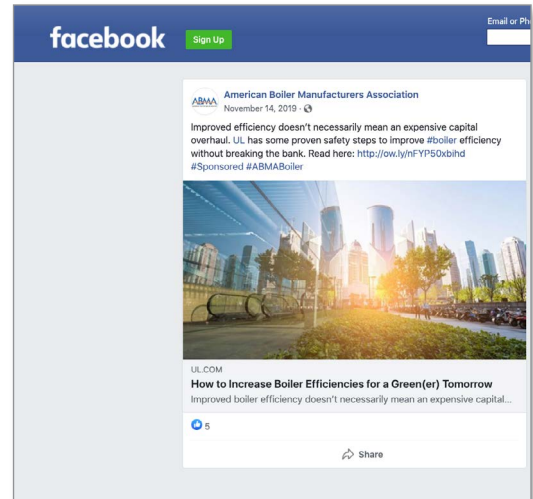 Email or Ph
facebook
Sign Up
ABMA
American Boiler Manufacturers Association
November 14, 2019 ·
Improved efficiency doesn't necessarily mean an expensive capital
overhaul. UL has some proven safety steps to improve #boiler efficiency
without breaking the bank. Read here: http://ow.ly/nFYP50xbihd
#Sponsored #ABMABoiler
UL.COM
How to Increase Boiler Efficiencies for a Green(er) Tomorrow
Improved boiler efficiency doesn't necessarily mean an expensive capital...
5
Share